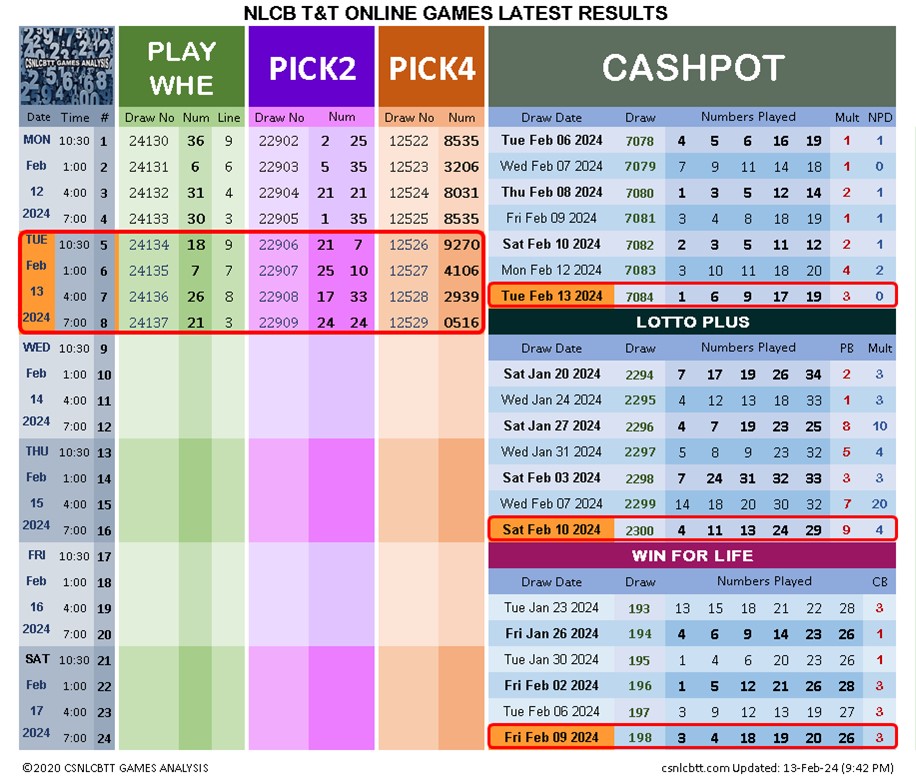 NLCB T&T ONLINE GAMES LATEST RESULTS
CSNLCBTT GAMES ANALYSIS
PLAY WHE PICK2 PICK4 CASHPOT
Date Time # Draw No Num Line Draw No Num Draw No Num Draw Date Draw Numbers Played Mult NPD
MON 10:30 1 24130 36 9 22902 2 25 12522 8535 Tue Feb 06 2024 7078 4 5 6 16 19 1 1
Feb 1:00 2 24131 6 6 22903 5 35 12523 3206 Wed Feb 07 2024 7079 7 9 11 14 18 1 0
12 4:00 3 24132 31 4 22904 21 21 12524 8031 Thu Feb 08 2024 7080 1 3 5 12 14 2 1
2024 7:00 4 24133 30 3 22905 1 35 12525 8535 Fri Feb 09 2024 7081 3 4 8 18 19 1 1
TUE 10:30 5 24134 18 9 22906 21 7 12526 9270 Sat Feb 10 2024 7082 2 3 5 11 12 2 1
Feb 1:00 6 24135 7 7 22907 25 10 12527 4106 Mon Feb 12 2024 7083 3 10 11 18 20 4 2
13 4:00 7 24136 26 8 22908 17 33 12528 2939 Tue Feb 13 2024 7084 1 6 9 17 19 3 0
2024 7:00 8 24137 21 3 22909 24 24 12529 0516 LOTTO PLUS
WED 10:30 9 Draw Date Draw Numbers Played PB Mult
Feb 1:00 10 Sat Jan 20 2024 2294 7 17 19 26 34 2 3
14 4:00 11 Wed Jan 24 2024 2295 4 12 13 18 33 1 3
2024 7:00 12 Sat Jan 27 2024 2296 4 7 19 23 25 8 10
THU 10:30 13 Wed Jan 31 2024 2297 5 8 9 23 32 5 4
Feb 1:00 14 Sat Feb 03 2024 2298 7 24 31 32 33 3 3
15 4:00 15 Wed Feb 07 2024 2299 14 18 20 30 32 7 20
2024 7:00 16 Sat Feb 10 2024 2300 4 11 13 24 29 9 4
FRI 10:30 17 WIN FOR LIFE
Feb 1:00 18 Draw Date Draw Numbers Played CB
16 4:00 19 Tue Jan 23 2024 193 13 15 18 21 22 28 3
2024 7:00 20 Fri Jan 26 2024 194 4 6 9 14 23 26 1
SAT 10:30 21 Tue Jan 30 2024 195 1 4 6 20 23 26 1
Feb 1:00 22 Fri Feb 02 2024 196 1 5 12 21 26 28 3
17 4:00 23 Tue Feb 06 2024 197 3 9 12 13 19 27 3
2024 7:00 24 Fri Feb 09 2024 198 3 4 18 19 20 26 3
©2020 CSNLCBTT GAMES ANALYSIS csnlcbtt.com Updated: 13-Feb-24 (9:42 PM)